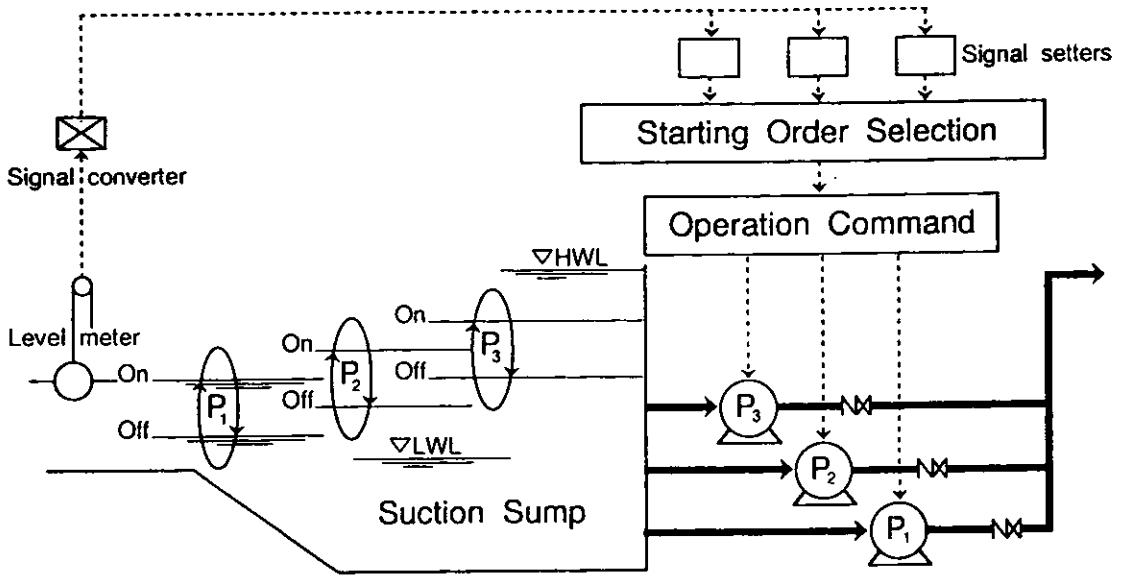 Signal setters
Starting Order Selection
Signal converter
Operation Command
▽HWL
Level meter
On
On
On
P₃
P₂
P₁
Off
Off
Off
▽LWL
Suction Sump
P₃
P₂
P₁